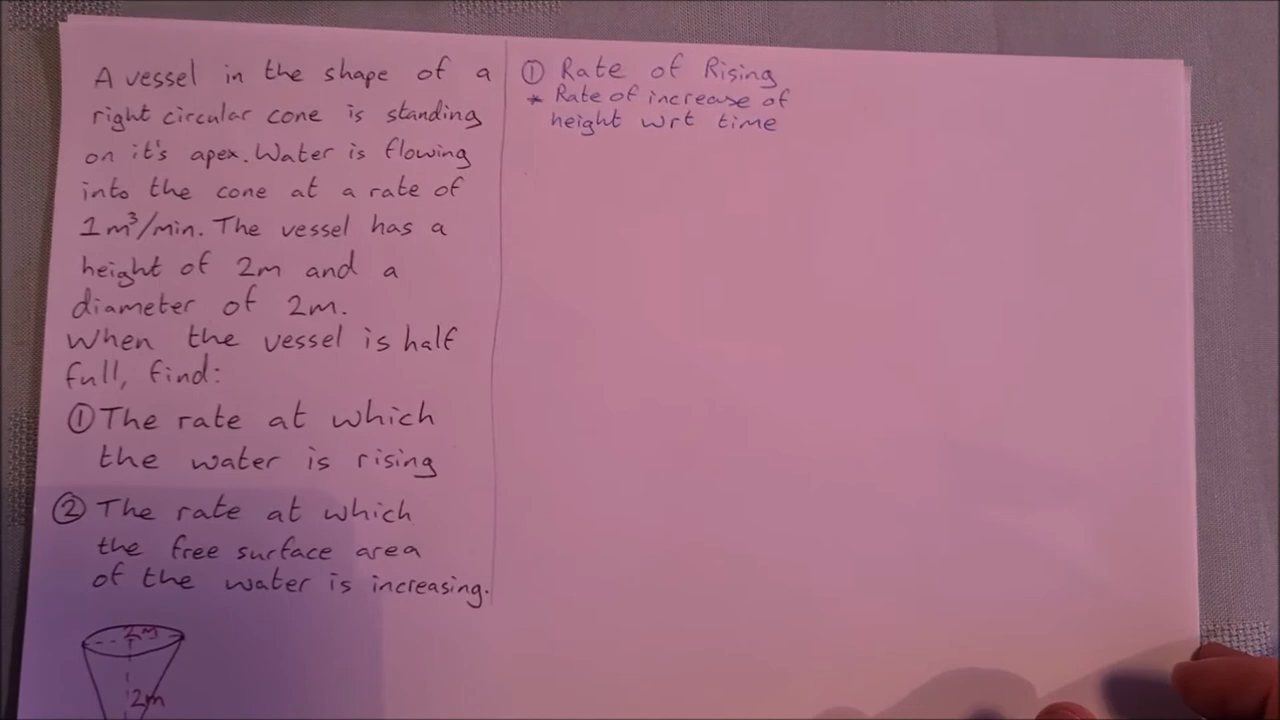 A vessel in the shape of a
right circular cone is standing
on it's apex. Water is flowing
into the cone at a rate of
1m³/min. The vessel has a
height of 2m and a
diameter of 2m.
When the vessel is half
full, find:
① The rate at which
the water is rising
② The rate at which
the free surface area
of the water is increasing.
2m
2m
① Rate of Rising
* Rate of increase of
height wrt time